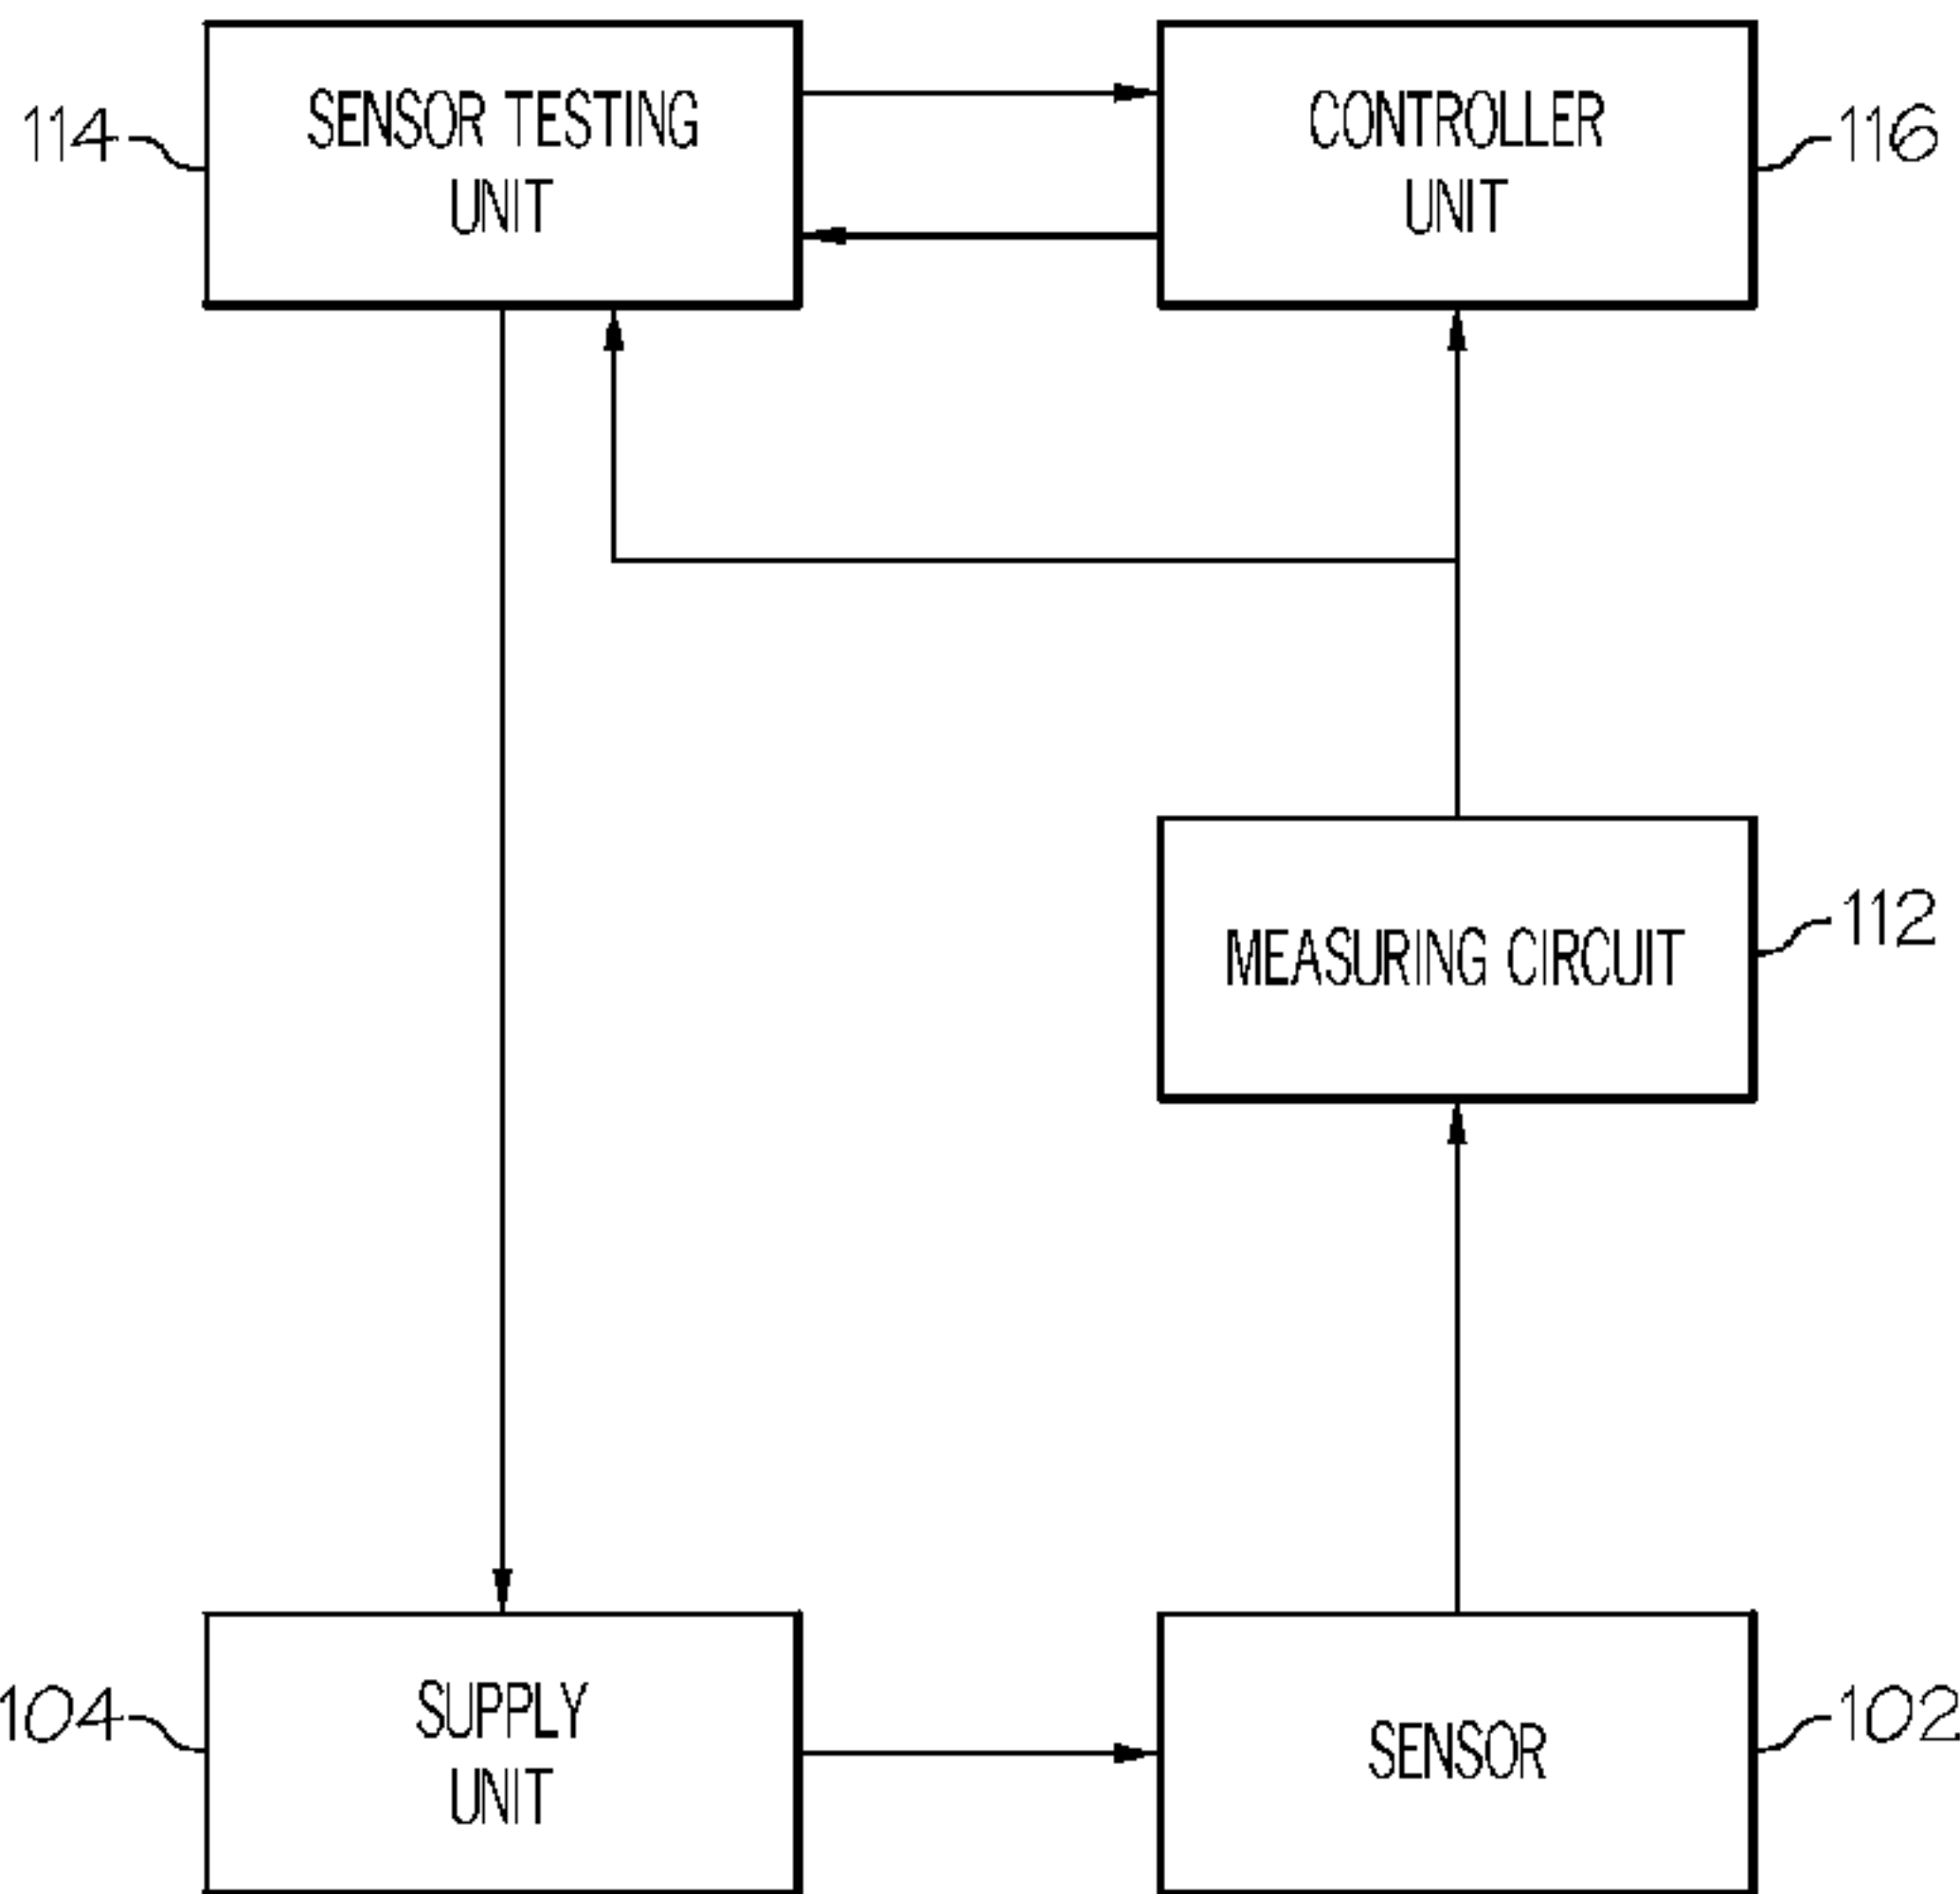 114
SENSOR TESTING
UNIT
CONTROLLER
UNIT
116
MEASURING CIRCUIT
112
104
SUPPLY
UNIT
SENSOR
102